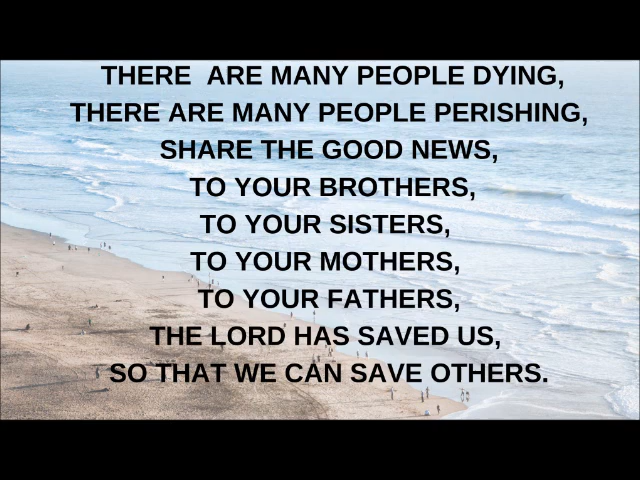 THERE  ARE MANY PEOPLE DYING,
THERE ARE MANY PEOPLE PERISHING,
SHARE THE GOOD NEWS,
TO YOUR BROTHERS,
TO YOUR SISTERS,
TO YOUR MOTHERS,
TO YOUR FATHERS,
THE LORD HAS SAVED US,
SO THAT WE CAN SAVE OTHERS.